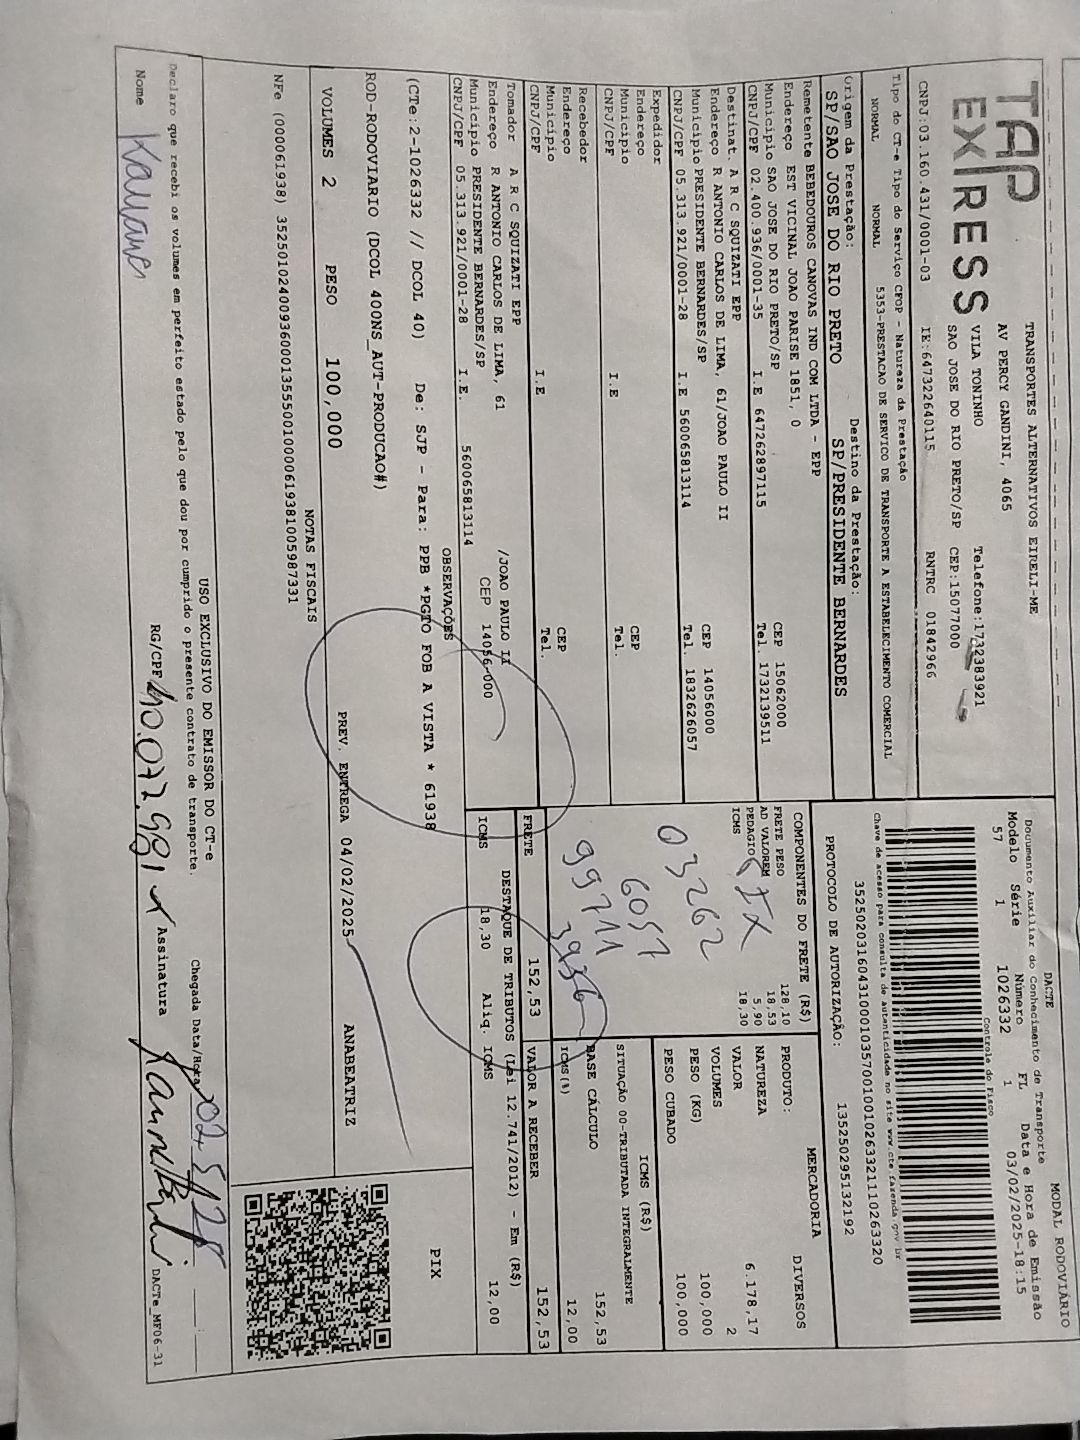 TAP
EXPRESS
TRANSPORTES ALTERNATIVOS EIRELI-ME
AV PERCY GANDINI, 4065
VILA TONINHO Telefone:1732383921
SAO JOSE DO RIO PRETO/SP CEP:15077000
CNPJ:03.160.431/0001-03 IE:647322640115 RNTRC 01842966
DACTE MODAL RODOVIÁRIO
Documento Auxiliar do Conhecimento de Transporte
Modelo Série Número FL Data e Hora de Emissão
57 1 1026332 1 03/02/2025-18:15
Controle do Fisco
Chave de acesso para consulta de autenticidade no site www.cte.fazenda.gov.br
35250203160431000103570010010263321110263320
PROTOCOLO DE AUTORIZAÇÃO: 135250295132192
Tipo do CT-e Tipo do Serviço CFOP - Natureza da Prestação
NORMAL NORMAL 5353-PRESTACAO DE SERVICO DE TRANSPORTE A ESTABELECIMENTO COMERCIAL
Origem da Prestação: Destino da Prestação:
SP/SAO JOSE DO RIO PRETO SP/PRESIDENTE BERNARDES
Remetente BEBEDOUROS CANOVAS IND COM LTDA - EPP
Endereço EST VICINAL JOAO PARISE 1851, 0
Municipio SAO JOSE DO RIO PRETO/SP CEP 15062000
CNPJ/CPF 02.400.936/0001-35 I.E 647262897115 Tel. 1732139511
Destinat. A R C SQUIZATI EPP
Endereço R ANTONIO CARLOS DE LIMA, 61/JOAO PAULO II
Municipio PRESIDENTE BERNARDES/SP CEP 14056000
CNPJ/CPF 05.313.921/0001-28 I.E 560065813114 Tel. 1832626057
Expedidor
Endereço
Municipio CEP
CNPJ/CPF I.E Tel.
Recebedor
Endereço
Municipio CEP
CNPJ/CPF I.E Tel.
Tomador A R C SQUIZATI EPP
Endereço R ANTONIO CARLOS DE LIMA, 61 /JOAO PAULO II
Municipio PRESIDENTE BERNARDES/SP CEP 14056-000
CNPJ/CPF 05.313.921/0001-28 I.E. 560065813114
COMPONENTES DO FRETE (R$)
FRETE PESO 128,10
AD VALOREM 18,53
PEDAGIO 5,90
ICMS 18,30
PIX
03262
6057
99711
3936
FRETE 152,53
MERCADORIA
PRODUTO: DIVERSOS
NATUREZA
VALOR 6.178,17
VOLUMES 2
PESO (KG) 100,000
PESO CUBADO 100,000
ICMS (R$)
SITUAÇÃO 00-TRIBUTADA INTEGRALMENTE
BASE CÁLCULO 152,53
ICMS(%) 12,00
VALOR A RECEBER 152,53
DESTAQUE DE TRIBUTOS (Lei 12.741/2012) - Em (R$)
ICMS 18,30 Aliq. ICMS 12,00
OBSERVAÇÕES
(CTe:2-1026332 // DCOL 40) De: SJP - Para: PPB *PGTO FOB A VISTA * 61938
ROD-RODOVIARIO (DCOL 400NS_AUT-PRODUCAO#)
PIX
VOLUMES 2 PESO 100,000 PREV. ENTREGA 04/02/2025 ANABEATRIZ
NOTAS FISCAIS
NFe (000061938) 35250102400936000135550010000619381005987331
USO EXCLUSIVO DO EMISSOR DO CT-e
Declaro que recebi os volumes em perfeito estado pelo que dou por cumprido o presente contrato de transporte.
Chegada Data/Hora
Nome RG/CPF 40.077.981-x Assinatura
DACTe_MF06-31